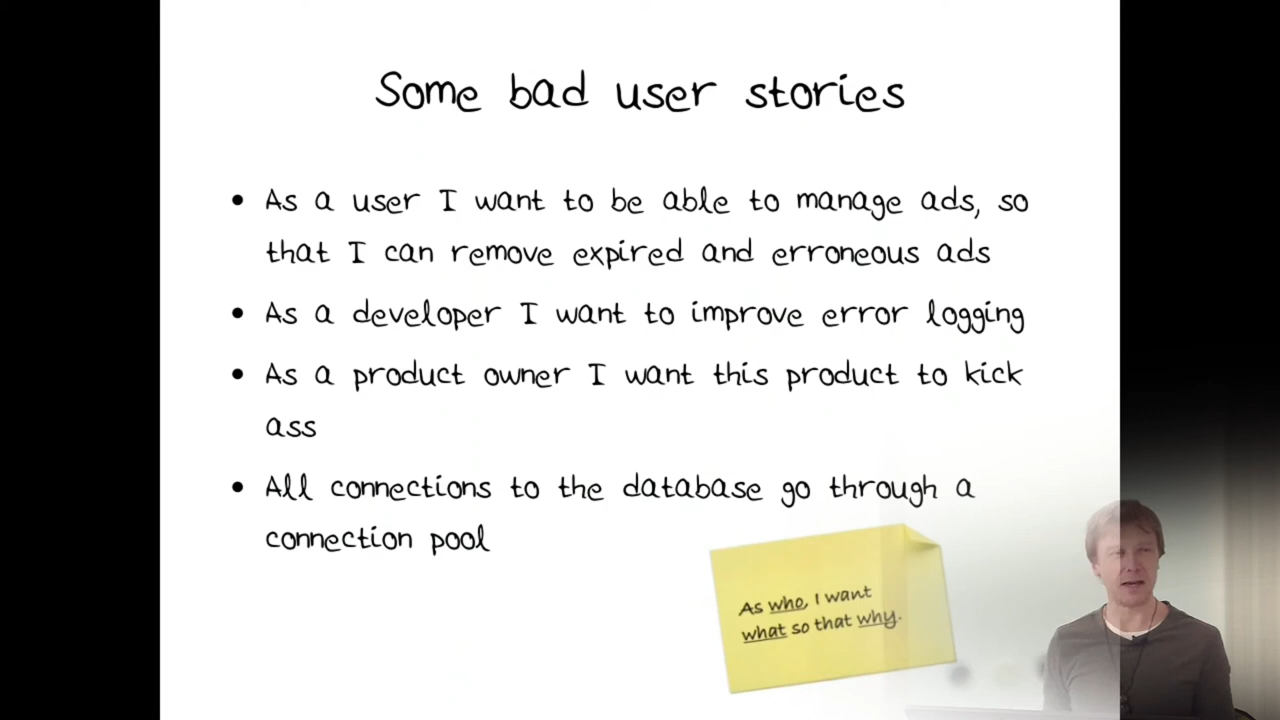 Some bad user stories
• As a user I want to be able to manage ads, so
that I can remove expired and erroneous ads
• As a developer I want to improve error logging
• As a product owner I want this product to kick
ass
• All connections to the database go through a
connection pool
As who, I want
what so that why.